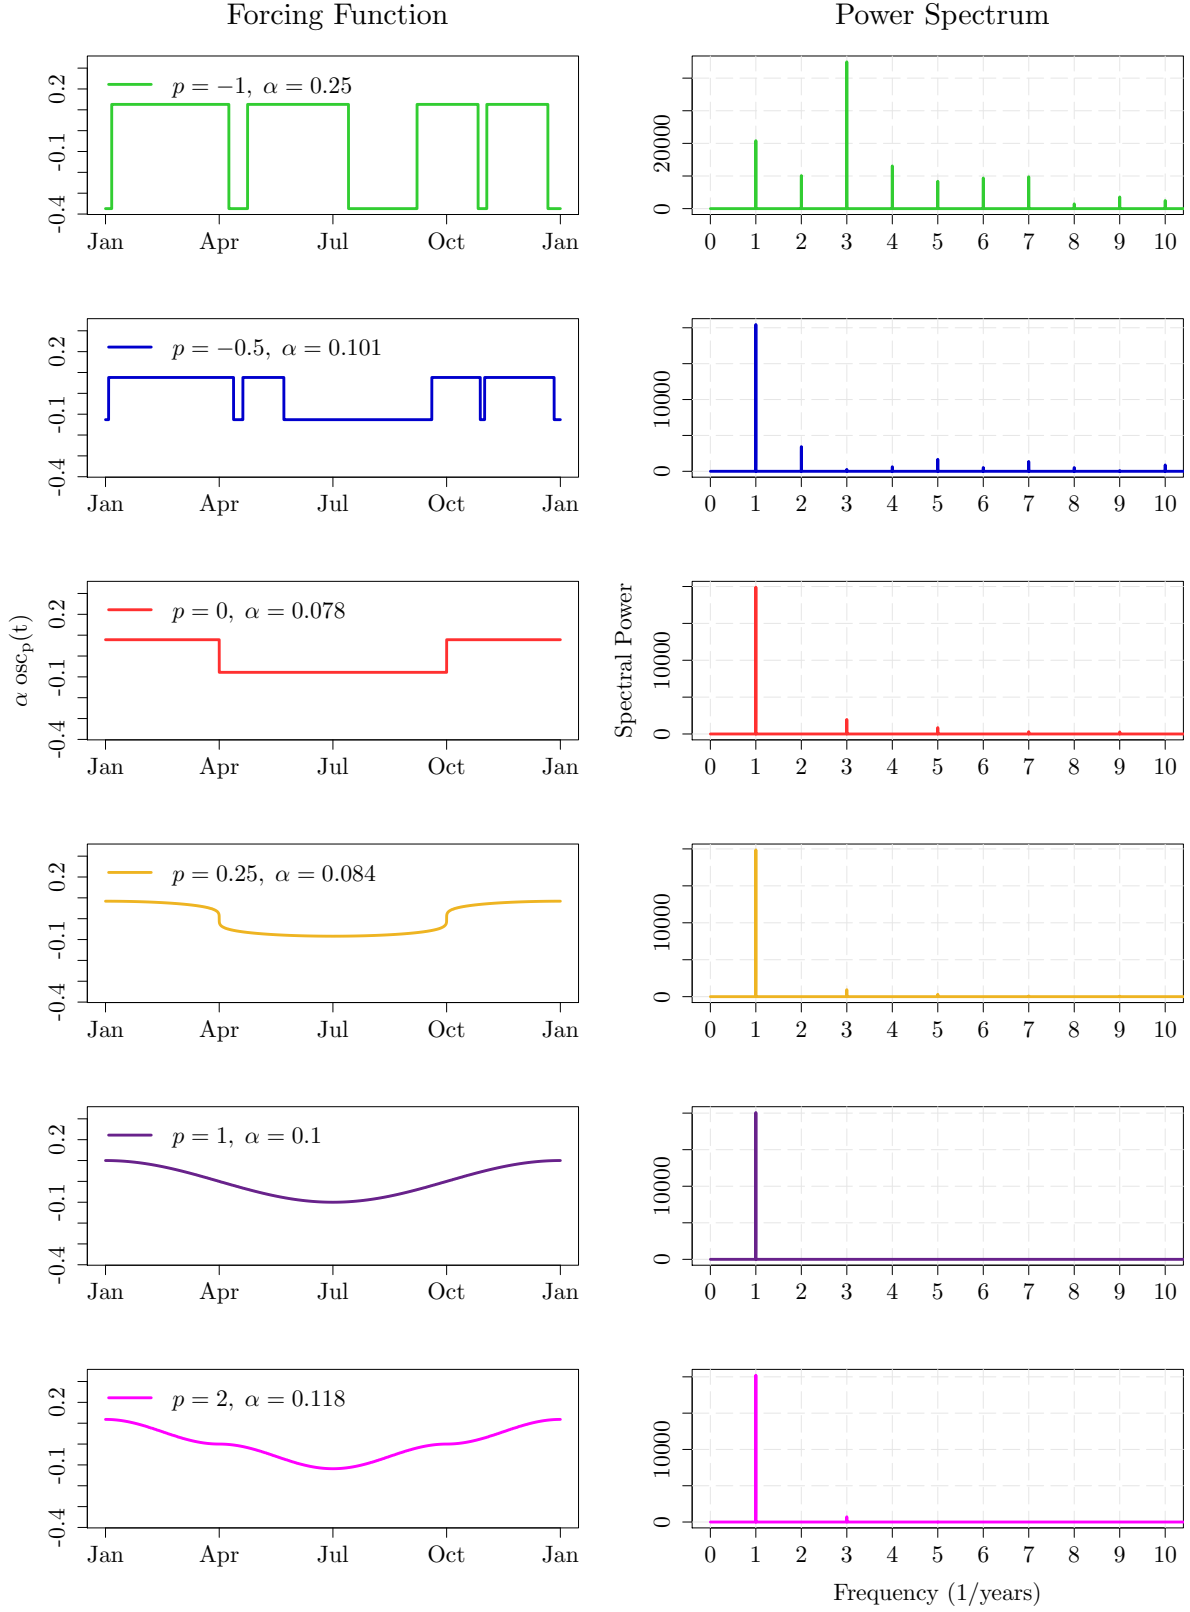 Forcing Function
Power Spectrum
p = −1, α = 0.25
0.2
-0.1
-0.4
Jan Apr Jul Oct Jan
20000
0
0 1 2 3 4 5 6 7 8 9 10
p = −0.5, α = 0.101
0.2
-0.1
-0.4
Jan Apr Jul Oct Jan
10000
0
0 1 2 3 4 5 6 7 8 9 10
α osc_p(t)
p = 0, α = 0.078
0.2
-0.1
-0.4
Jan Apr Jul Oct Jan
Spectral Power
10000
0
0 1 2 3 4 5 6 7 8 9 10
p = 0.25, α = 0.084
0.2
-0.1
-0.4
Jan Apr Jul Oct Jan
10000
0
0 1 2 3 4 5 6 7 8 9 10
p = 1, α = 0.1
0.2
-0.1
-0.4
Jan Apr Jul Oct Jan
10000
0
0 1 2 3 4 5 6 7 8 9 10
p = 2, α = 0.118
0.2
-0.1
-0.4
Jan Apr Jul Oct Jan
10000
0
0 1 2 3 4 5 6 7 8 9 10
Frequency (1/years)